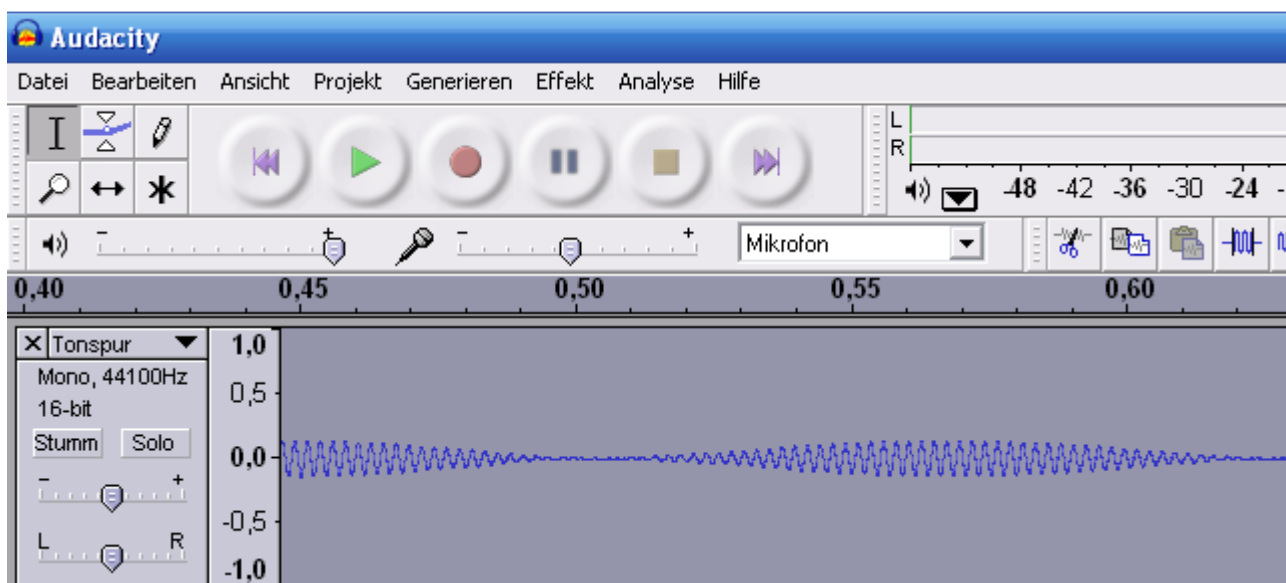 Audacity
Datei Bearbeiten Ansicht Projekt Generieren Effekt Analyse Hilfe
L
R
-48 -42 -36 -30 -24 -
- + - + Mikrofon
0,40 0,45 0,50 0,55 0,60
X Tonspur
Mono, 44100Hz
16-bit
Stumm Solo
- +
L R
1,0
0,5
0,0
-0,5
-1,0